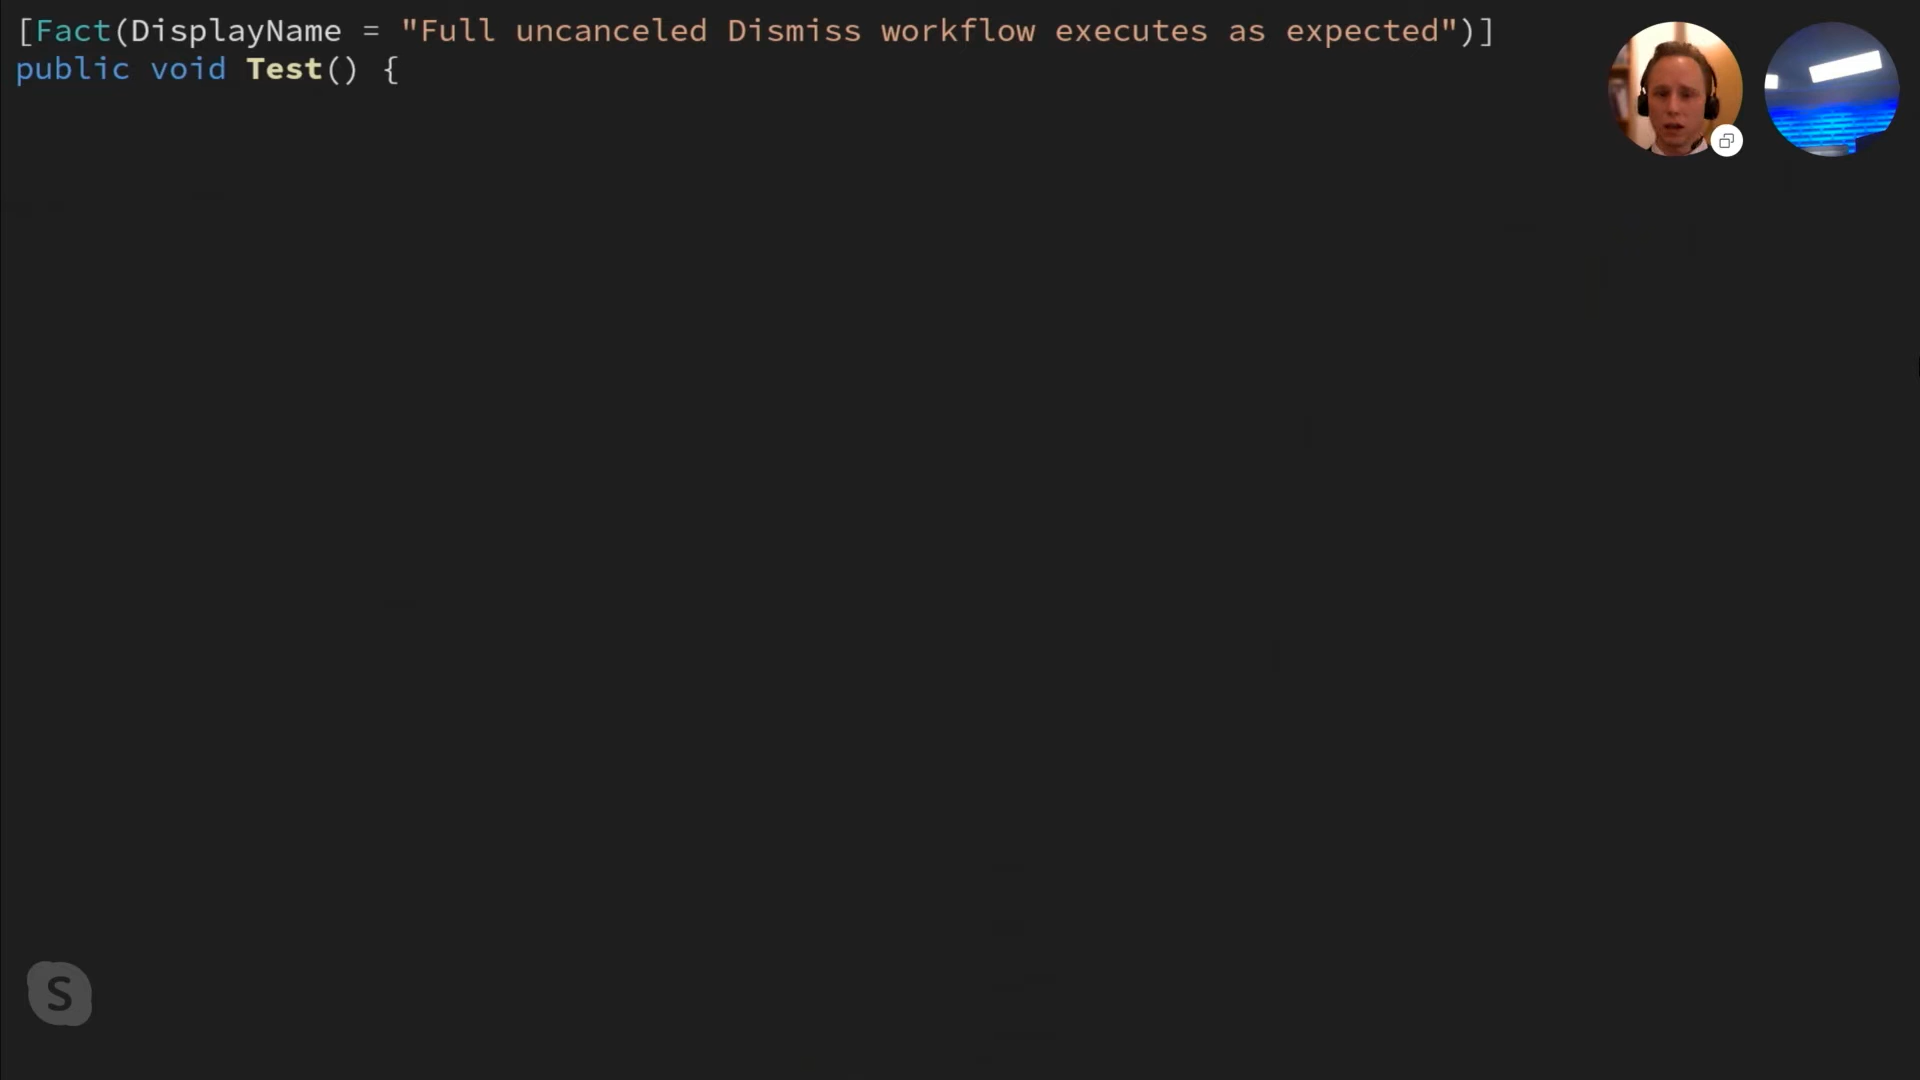 [Fact(DisplayName = "Full uncanceled Dismiss workflow executes as expected")]
public void Test() {
S